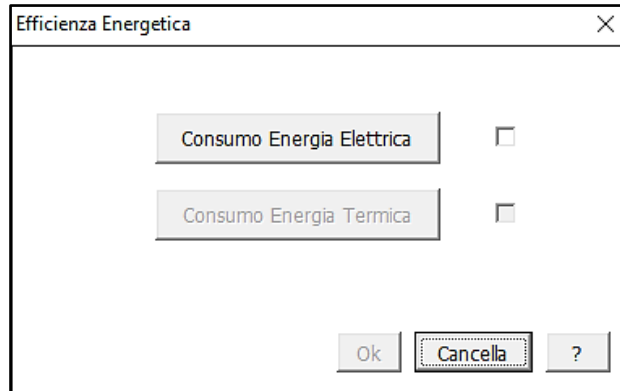 Efficienza Energetica
Consumo Energia Elettrica
Consumo Energia Termica
Ok Cancella ?